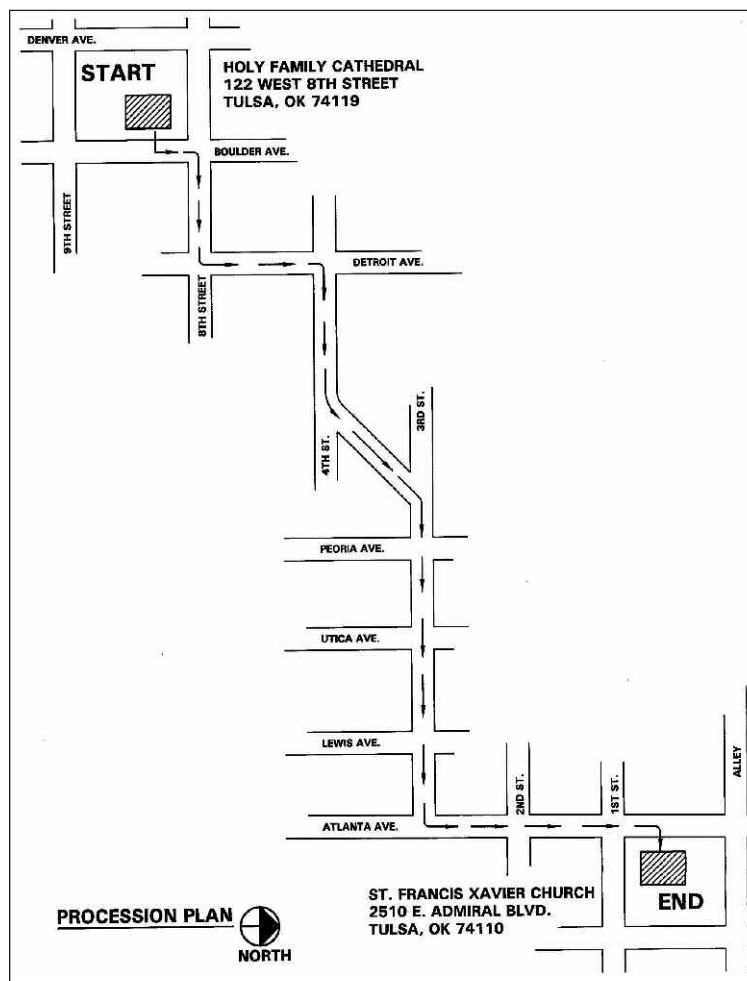 DENVER AVE.
START
HOLY FAMILY CATHEDRAL
122 WEST 8TH STREET
TULSA, OK 74119
BOULDER AVE.
9TH STREET
DETROIT AVE.
8TH STREET
3RD ST.
4TH ST.
PEORIA AVE.
UTICA AVE.
LEWIS AVE.
ALLEY
2ND ST.
1ST ST.
ATLANTA AVE.
ST. FRANCIS XAVIER CHURCH
2510 E. ADMIRAL BLVD.
TULSA, OK 74110
END
PROCESSION PLAN
NORTH